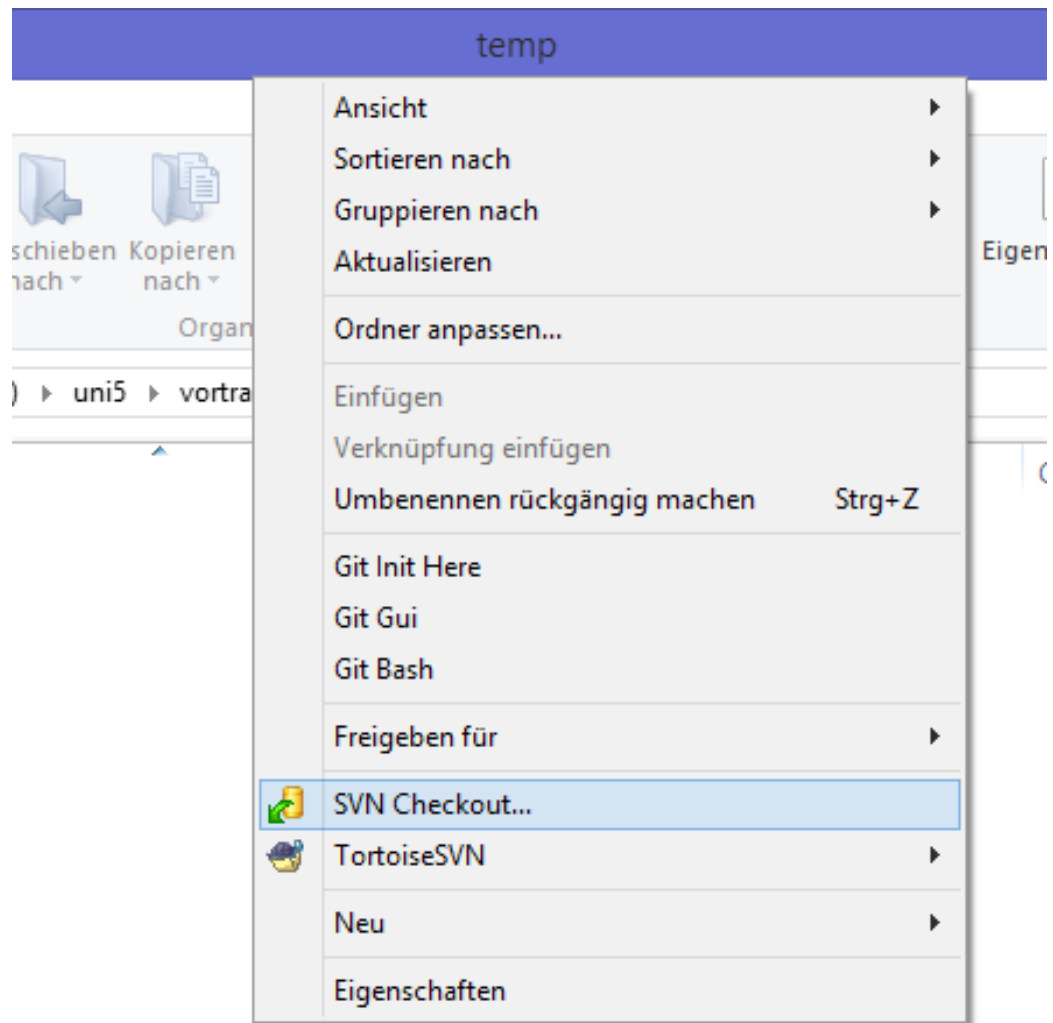 temp
Ansicht
Sortieren nach
Gruppieren nach
Aktualisieren
schieben Kopieren
nach nach
Eigen
Organ
Ordner anpassen...
) uni5 vortra
Einfügen
Verknüpfung einfügen
Umbenennen rückgängig machen Strg+Z
Git Init Here
Git Gui
Git Bash
Freigeben für
SVN Checkout...
TortoiseSVN
Neu
Eigenschaften